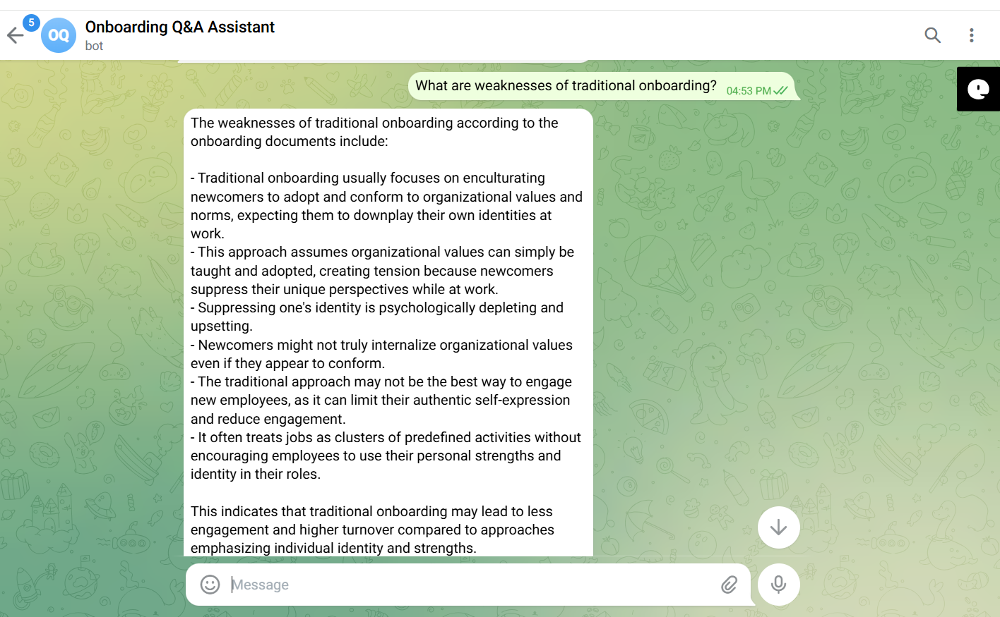 5
OQ
Onboarding Q&A Assistant
bot
What are weaknesses of traditional onboarding? 04:53 PM
The weaknesses of traditional onboarding according to the
onboarding documents include:
- Traditional onboarding usually focuses on enculturating
newcomers to adopt and conform to organizational values and
norms, expecting them to downplay their own identities at
work.
- This approach assumes organizational values can simply be
taught and adopted, creating tension because newcomers
suppress their unique perspectives while at work.
- Suppressing one's identity is psychologically depleting and
upsetting.
- Newcomers might not truly internalize organizational values
even if they appear to conform.
- The traditional approach may not be the best way to engage
new employees, as it can limit their authentic self-expression
and reduce engagement.
- It often treats jobs as clusters of predefined activities without
encouraging employees to use their personal strengths and
identity in their roles.
This indicates that traditional onboarding may lead to less
engagement and higher turnover compared to approaches
emphasizing individual identity and strengths.
Message